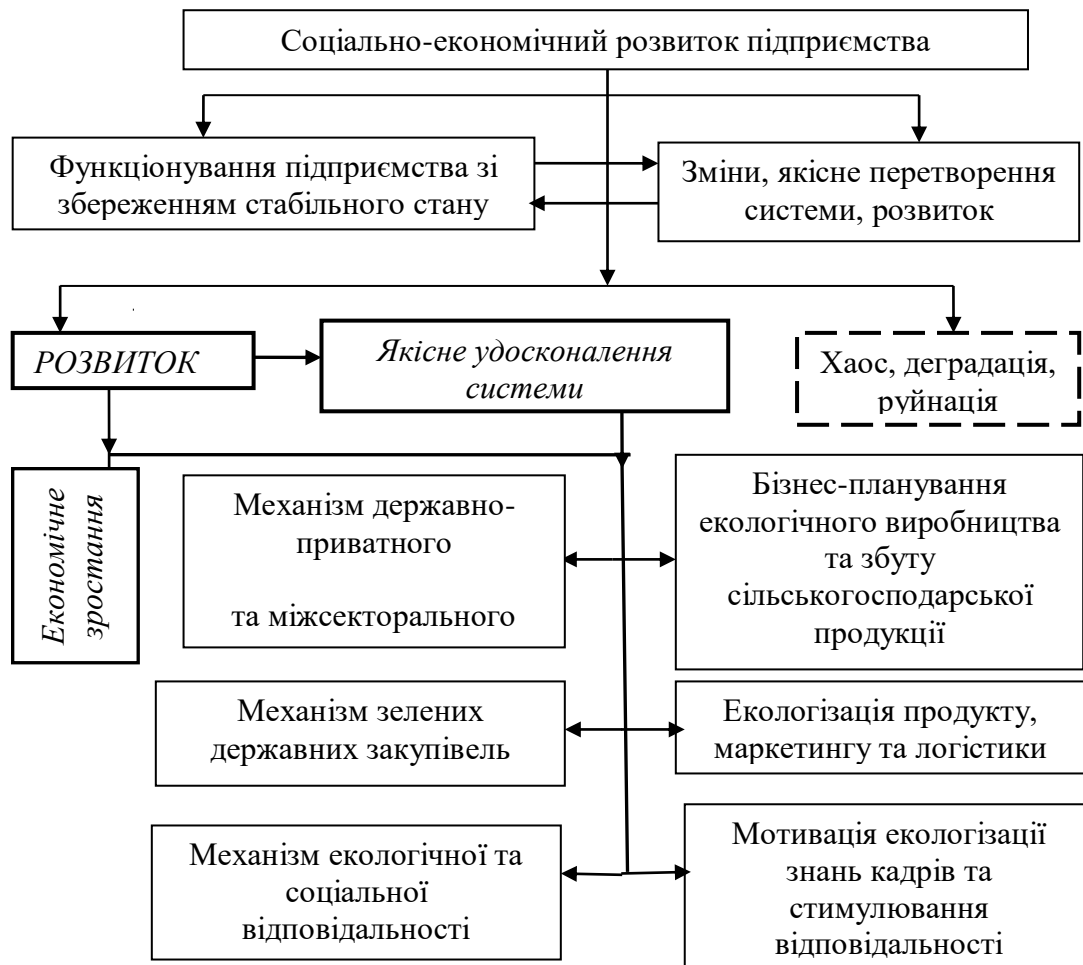 Соціально-економічний розвиток підприємства
Функціонування підприємства зі
збереженням стабільного стану
Зміни, якісне перетворення
системи, розвиток
РОЗВИТОК
Якісне удосконалення
системи
Хаос, деградація,
руйнація
Економічне
зростання
Механізм державно-
приватного
та міжсекторального
Бізнес-планування
екологічного виробництва
та збуту
сільськогосподарської
продукції
Механізм зелених
державних закупівель
Екологізація продукту,
маркетингу та логістики
Механізм екологічної та
соціальної
відповідальності
Мотивація екологізації
знань кадрів та
стимулювання
відповідальності